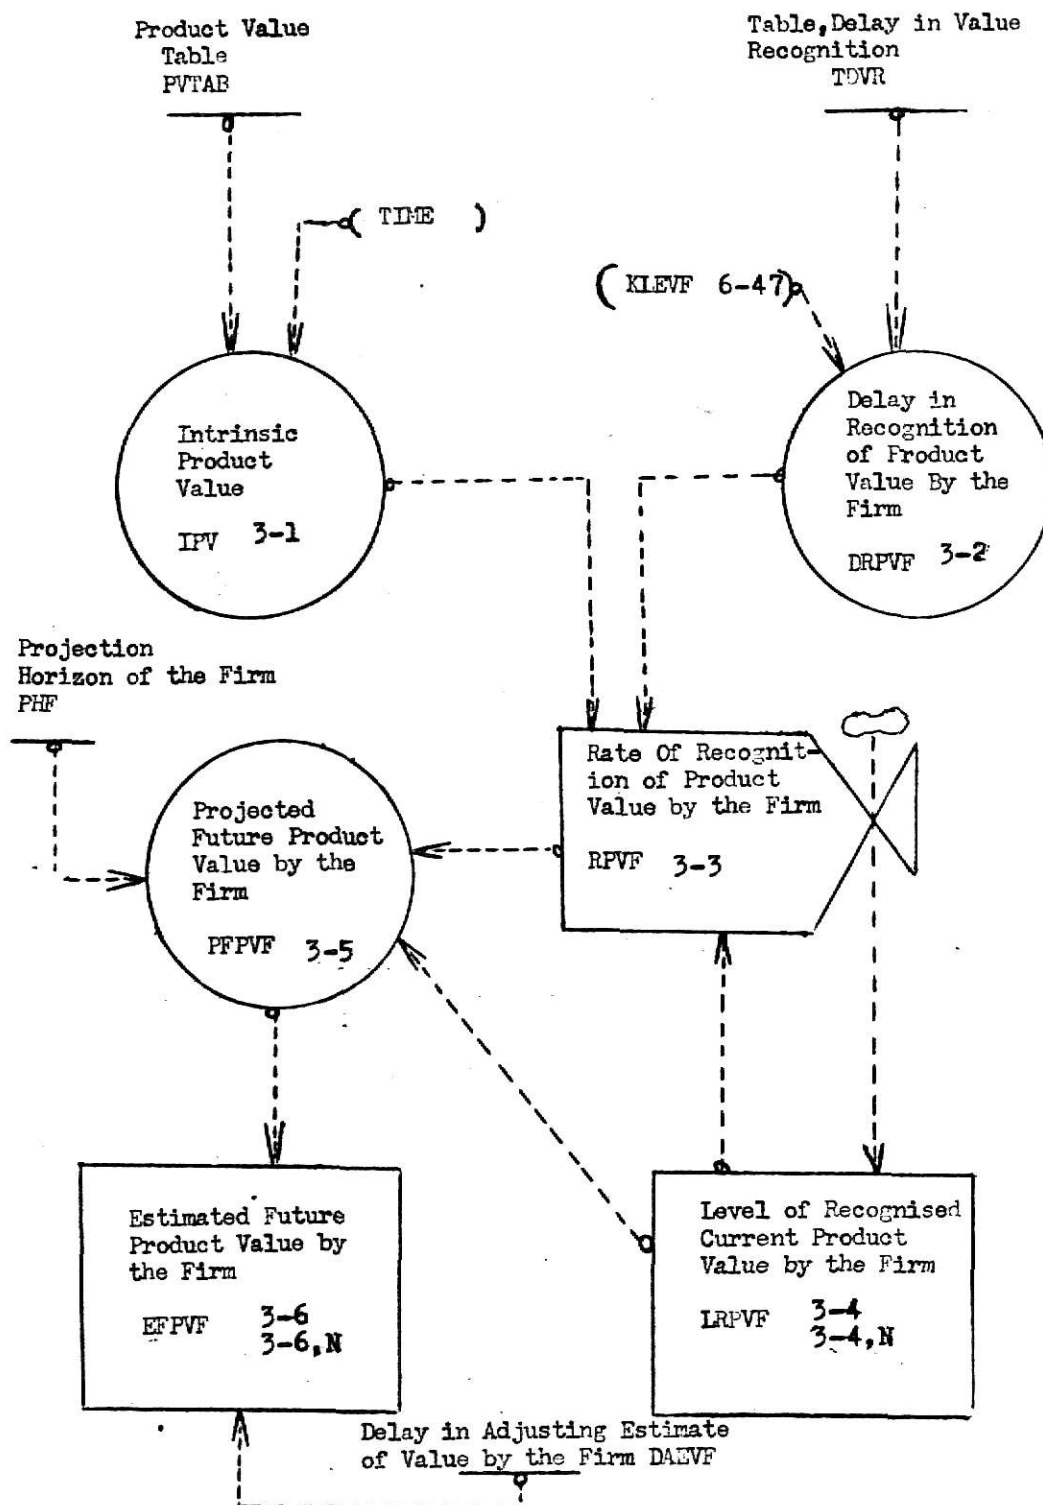 Product Value
Table
PVTAB
Table, Delay in Value
Recognition
TDVR
( TIME )
( KLEVF 6-47)
Intrinsic
Product
Value
IPV 3-1
Delay in
Recognition
of Product
Value By the
Firm
DRPVF 3-2
Projection
Horizon of the Firm
PHF
Rate Of Recognit-
ion of Product
Value by the Firm
RPVF 3-3
Projected
Future Product
Value by the
Firm
PFPVF 3-5
Estimated Future
Product Value by
the Firm
EFPVF 3-6
3-6,N
Level of Recognised
Current Product
Value by the Firm
LRPVF 3-4
3-4,N
Delay in Adjusting Estimate
of Value by the Firm DAEVF